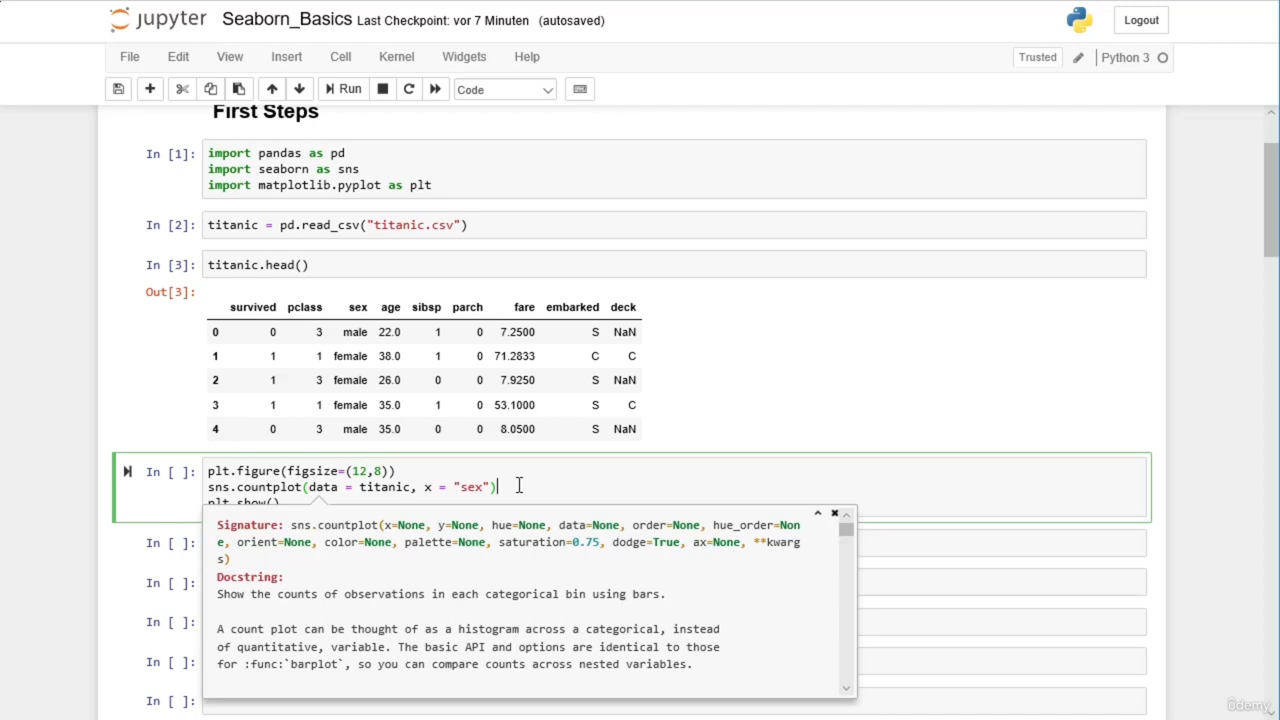 jupyter Seaborn_Basics Last Checkpoint: vor 7 Minuten (autosaved)
Logout
File Edit View Insert Cell Kernel Widgets Help
Trusted Python 3
Run Code
First Steps
In [1]: import pandas as pd
import seaborn as sns
import matplotlib.pyplot as plt
In [2]: titanic = pd.read_csv("titanic.csv")
In [3]: titanic.head()
Out[3]:
survived pclass sex age sibsp parch fare embarked deck
0 0 3 male 22.0 1 0 7.2500 S NaN
1 1 1 female 38.0 1 0 71.2833 C C
2 1 3 female 26.0 0 0 7.9250 S NaN
3 1 1 female 35.0 1 0 53.1000 S C
4 0 3 male 35.0 0 0 8.0500 S NaN
In [ ]: plt.figure(figsize=(12,8))
sns.countplot(data = titanic, x = "sex")
plt.show()
Signature: sns.countplot(x=None, y=None, hue=None, data=None, order=None, hue_order=Non
e, orient=None, color=None, palette=None, saturation=0.75, dodge=True, ax=None, **kwarg
s)
Docstring:
Show the counts of observations in each categorical bin using bars.
A count plot can be thought of as a histogram across a categorical, instead
of quantitative, variable. The basic API and options are identical to those
for :func:`barplot`, so you can compare counts across nested variables.
In [ ]:
In [ ]:
In [ ]:
In [ ]:
In [ ]:
ûdemy